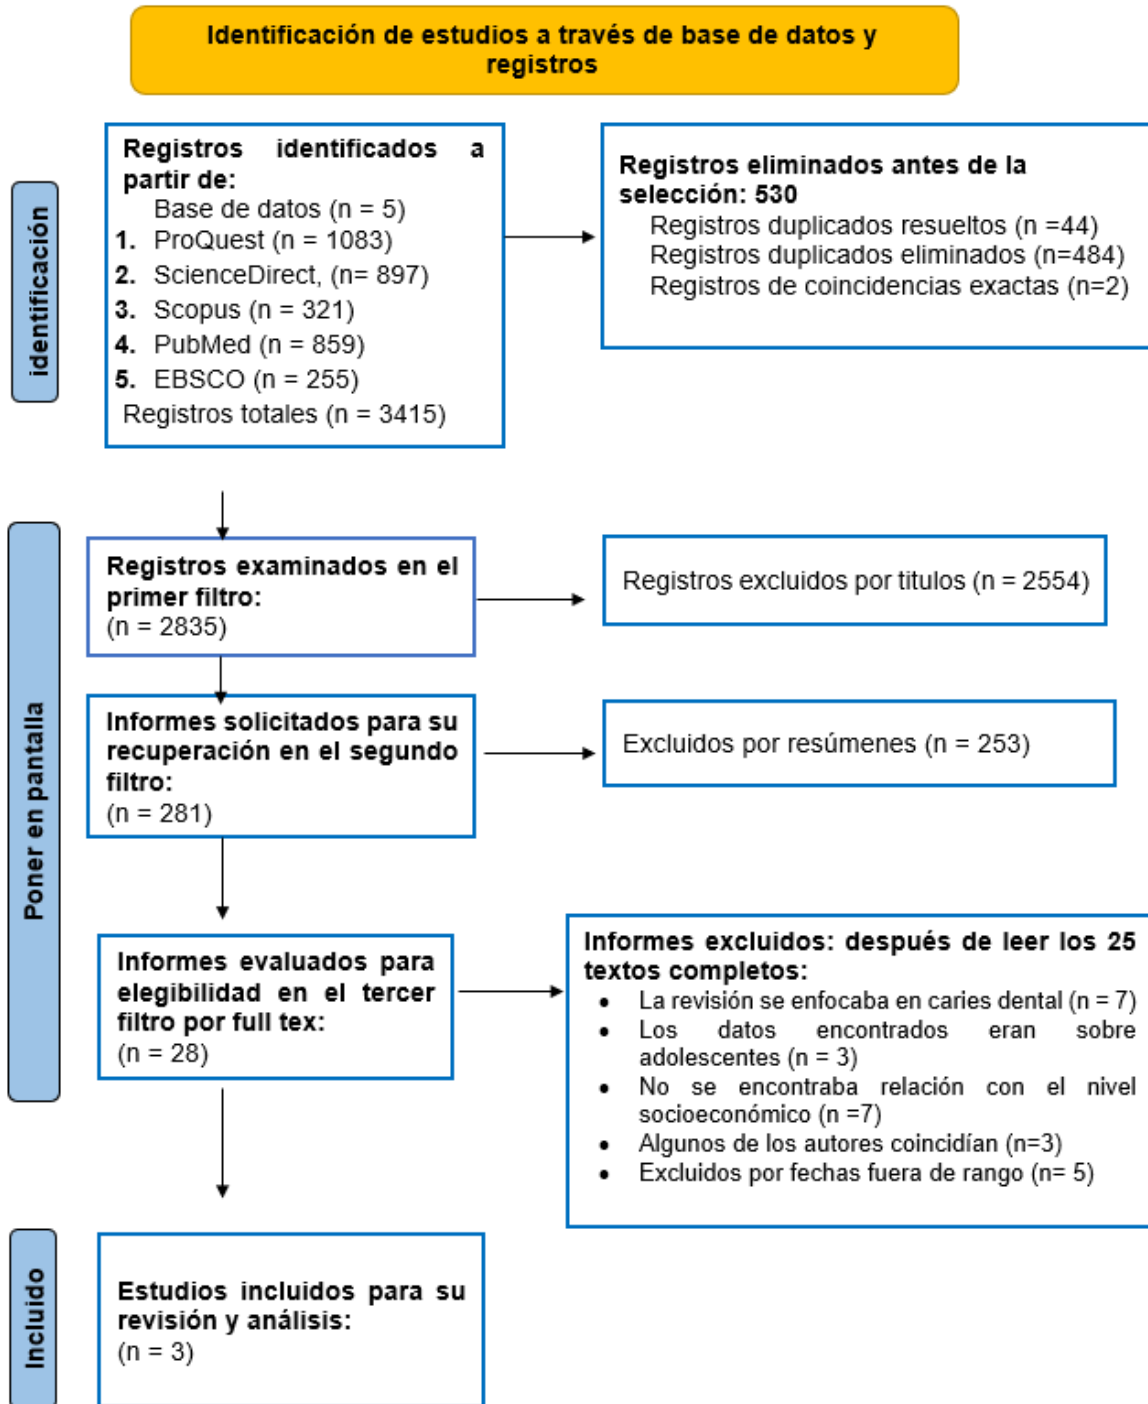 Identificación de estudios a través de base de datos y
registros
identificación
Registros identificados a
partir de:
Base de datos (n = 5)
1. ProQuest (n = 1083)
2. ScienceDirect, (n= 897)
3. Scopus (n = 321)
4. PubMed (n = 859)
5. EBSCO (n = 255)
Registros totales (n = 3415)
Registros eliminados antes de la
selección: 530
Registros duplicados resueltos (n =44)
Registros duplicados eliminados (n=484)
Registros de coincidencias exactas (n=2)
Poner en pantalla
Registros examinados en el
primer filtro:
(n = 2835)
Registros excluidos por titulos (n = 2554)
Informes solicitados para su
recuperación en el segundo
filtro:
(n = 281)
Excluidos por resúmenes (n = 253)
Informes evaluados para
elegibilidad en el tercer
filtro por full tex:
(n = 28)
Informes excluidos: después de leer los 25
textos completos:
• La revisión se enfocaba en caries dental (n = 7)
• Los datos encontrados eran sobre
adolescentes (n = 3)
• No se encontraba relación con el nivel
socioeconómico (n =7)
• Algunos de los autores coincidían (n=3)
• Excluidos por fechas fuera de rango (n= 5)
Incluido
Estudios incluidos para su
revisión y análisis:
(n = 3)